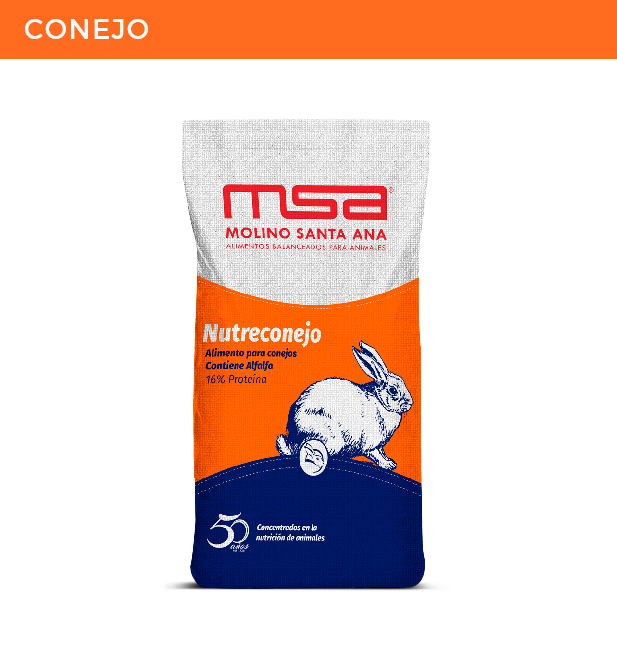 CONEJO
msa®
MOLINO SANTA ANA
ALIMENTOS BALANCEADOS PARA ANIMALES
Nutreconejo
Alimento para conejos
Contiene Alfalfa
16% Proteína
50
años
Concentrados en la
nutrición de animales